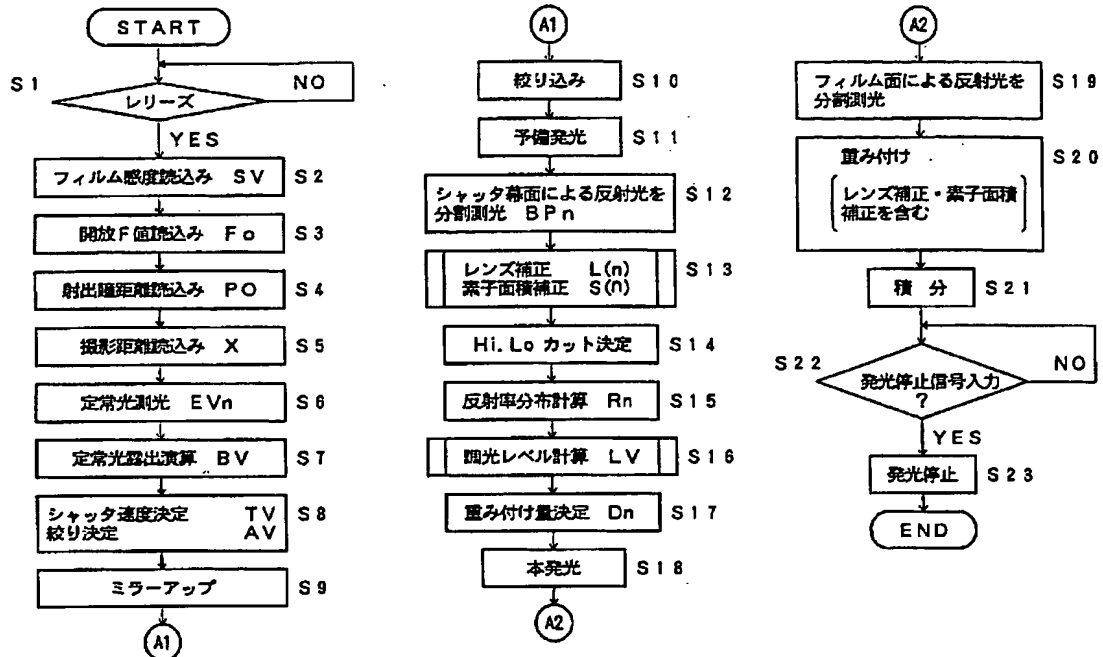 START
S1
レリーズ
NO
YES
フィルム感度読込み SV S2
開放F値読込み Fo S3
射出瞳距離読込み PO S4
撮影距離読込み X S5
定常光測光 EVn S6
定常光露出演算 BV S7
シャッタ速度決定 TV S8
絞り決定 AV
ミラーアップ S9
A1
A1
絞り込み S10
予備発光 S11
シャッタ幕面による反射光を S12
分割測光 BPn
レンズ補正 L(n) S13
素子面積補正 S(n)
Hi.Loカット決定 S14
反射率分布計算 Rn S15
調光レベル計算 LV S16
重み付け量決定 Dn S17
本発光 S18
A2
A2
フィルム面による反射光を S19
分割測光
重み付け S20
レンズ補正・素子面積
補正を含む
積分 S21
S22
発光停止信号入力
?
NO
YES
発光停止 S23
END